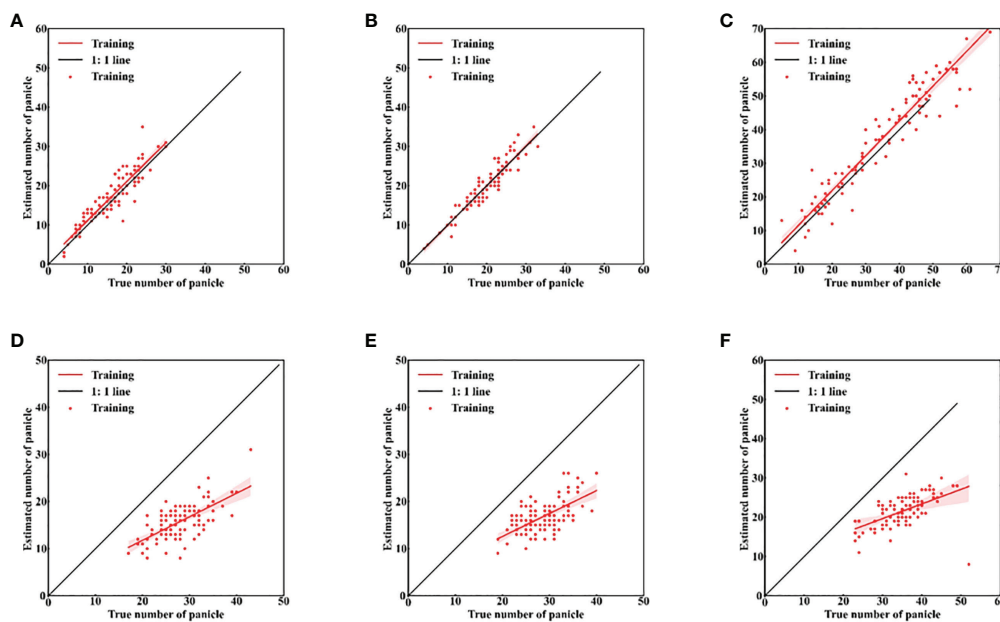 A
60
50
40
30
20
10
0
Estimated number of panicle
Training
1: 1 line
Training
0 10 20 30 40 50 60
True number of panicle
B
60
50
40
30
20
10
0
Estimated number of panicle
Training
1: 1 line
Training
0 10 20 30 40 50 60
True number of panicle
C
70
60
50
40
30
20
10
0
Estimated number of panicle
Training
1: 1 line
Training
0 10 20 30 40 50 60 70
True number of panicle
D
50
40
30
20
10
0
Estimated number of panicle
Training
1: 1 line
Training
0 10 20 30 40 50
True number of panicle
E
50
40
30
20
10
0
Estimated number of panicle
Training
1: 1 line
Training
0 10 20 30 40 50
True number of panicle
F
60
50
40
30
20
10
0
Estimated number of panicle
Training
1: 1 line
Training
0 10 20 30 40 50 60
True number of panicle